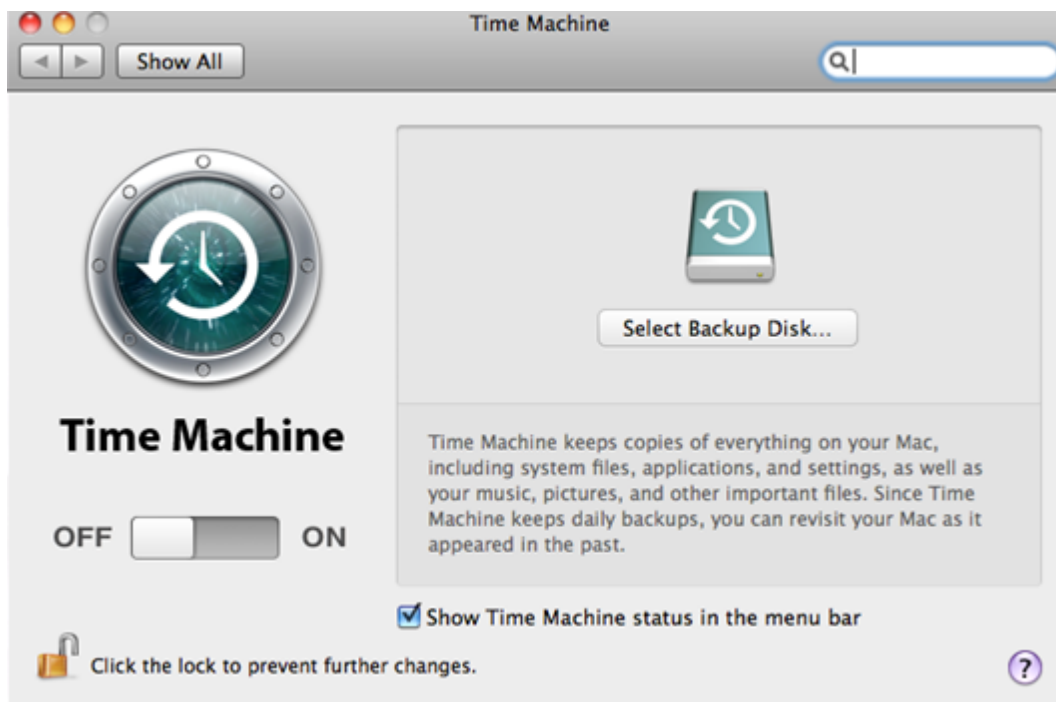 Time Machine
Show All
Select Backup Disk...
Time Machine
Time Machine keeps copies of everything on your Mac,
including system files, applications, and settings, as well as
your music, pictures, and other important files. Since Time
Machine keeps daily backups, you can revisit your Mac as it
appeared in the past.
OFF ON
Show Time Machine status in the menu bar
Click the lock to prevent further changes.
?